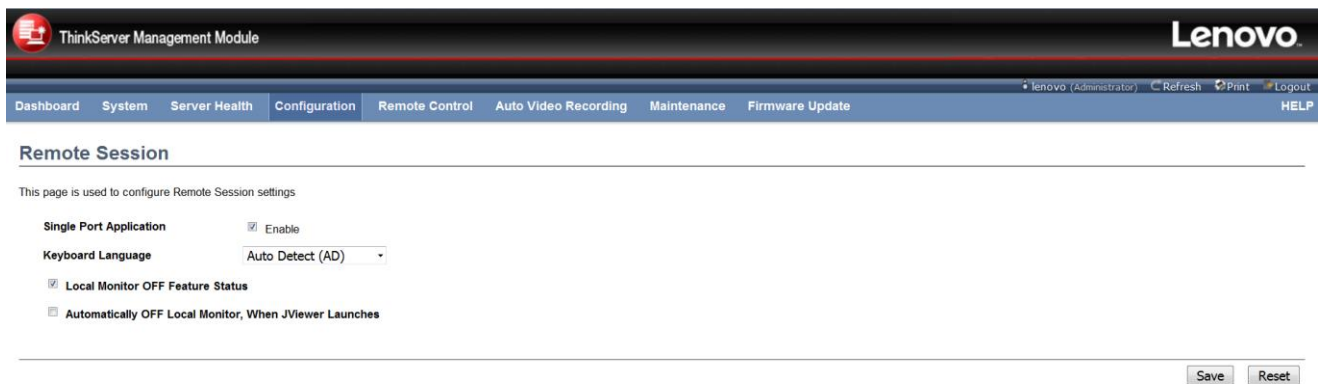 ThinkServer Management Module
Lenovo
lenovo (Administrator) Refresh Print Logout
Dashboard System Server Health Configuration Remote Control Auto Video Recording Maintenance Firmware Update HELP
Remote Session
This page is used to configure Remote Session settings
Single Port Application Enable
Keyboard Language Auto Detect (AD)
Local Monitor OFF Feature Status
Automatically OFF Local Monitor, When JViewer Launches
Save Reset